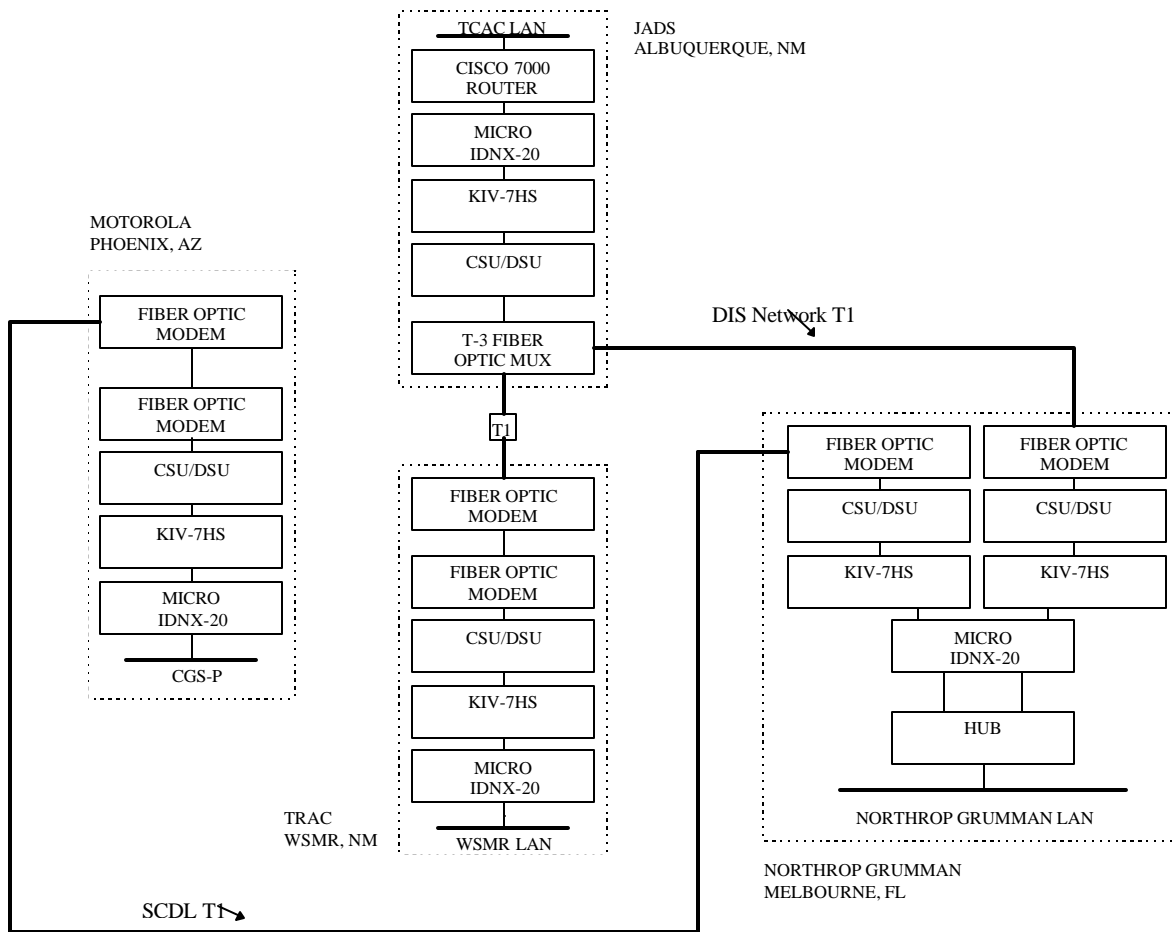 TCAC LAN
CISCO 7000
ROUTER
MICRO
IDNX-20
KIV-7HS
CSU/DSU
T-3 FIBER
OPTIC MUX
JADS
ALBUQUERQUE, NM
DIS Network T1
T1
MOTOROLA
PHOENIX, AZ
FIBER OPTIC
MODEM
FIBER OPTIC
MODEM
CSU/DSU
KIV-7HS
MICRO
IDNX-20
CGS-P
FIBER OPTIC
MODEM
FIBER OPTIC
MODEM
CSU/DSU
KIV-7HS
MICRO
IDNX-20
WSMR LAN
TRAC
WSMR, NM
FIBER OPTIC
MODEM
CSU/DSU
KIV-7HS
FIBER OPTIC
MODEM
CSU/DSU
KIV-7HS
MICRO
IDNX-20
HUB
NORTHROP GRUMMAN LAN
NORTHROP GRUMMAN
MELBOURNE, FL
SCDL T1